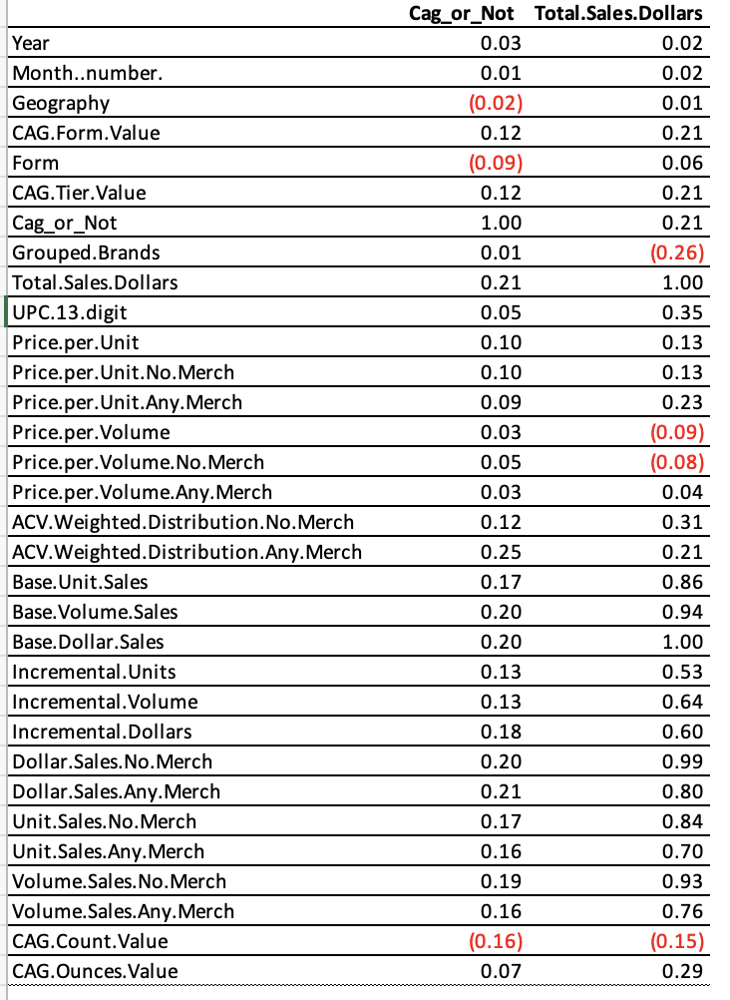 Cag_or_Not Total.Sales.Dollars
Year 0.03 0.02
Month..number. 0.01 0.02
Geography (0.02) 0.01
CAG.Form.Value 0.12 0.21
Form (0.09) 0.06
CAG.Tier.Value 0.12 0.21
Cag_or_Not 1.00 0.21
Grouped.Brands 0.01 (0.26)
Total.Sales.Dollars 0.21 1.00
UPC.13.digit 0.05 0.35
Price.per.Unit 0.10 0.13
Price.per.Unit.No.Merch 0.10 0.13
Price.per.Unit.Any.Merch 0.09 0.23
Price.per.Volume 0.03 (0.09)
Price.per.Volume.No.Merch 0.05 (0.08)
Price.per.Volume.Any.Merch 0.03 0.04
ACV.Weighted.Distribution.No.Merch 0.12 0.31
ACV.Weighted.Distribution.Any.Merch 0.25 0.21
Base.Unit.Sales 0.17 0.86
Base.Volume.Sales 0.20 0.94
Base.Dollar.Sales 0.20 1.00
Incremental.Units 0.13 0.53
Incremental.Volume 0.13 0.64
Incremental.Dollars 0.18 0.60
Dollar.Sales.No.Merch 0.20 0.99
Dollar.Sales.Any.Merch 0.21 0.80
Unit.Sales.No.Merch 0.17 0.84
Unit.Sales.Any.Merch 0.16 0.70
Volume.Sales.No.Merch 0.19 0.93
Volume.Sales.Any.Merch 0.16 0.76
CAG.Count.Value (0.16) (0.15)
CAG.Ounces.Value 0.07 0.29